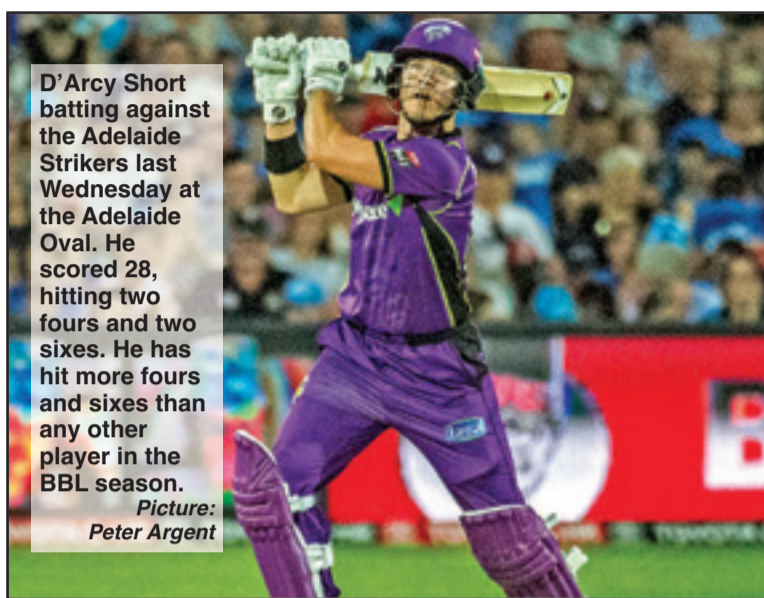 D’Arcy Short
batting against
the Adelaide
Strikers last
Wednesday at
the Adelaide
Oval. He
scored 28,
hitting two
fours and two
sixes. He has
hit more fours
and sixes than
any other
player in the
BBL season.
Picture:
Peter Argent